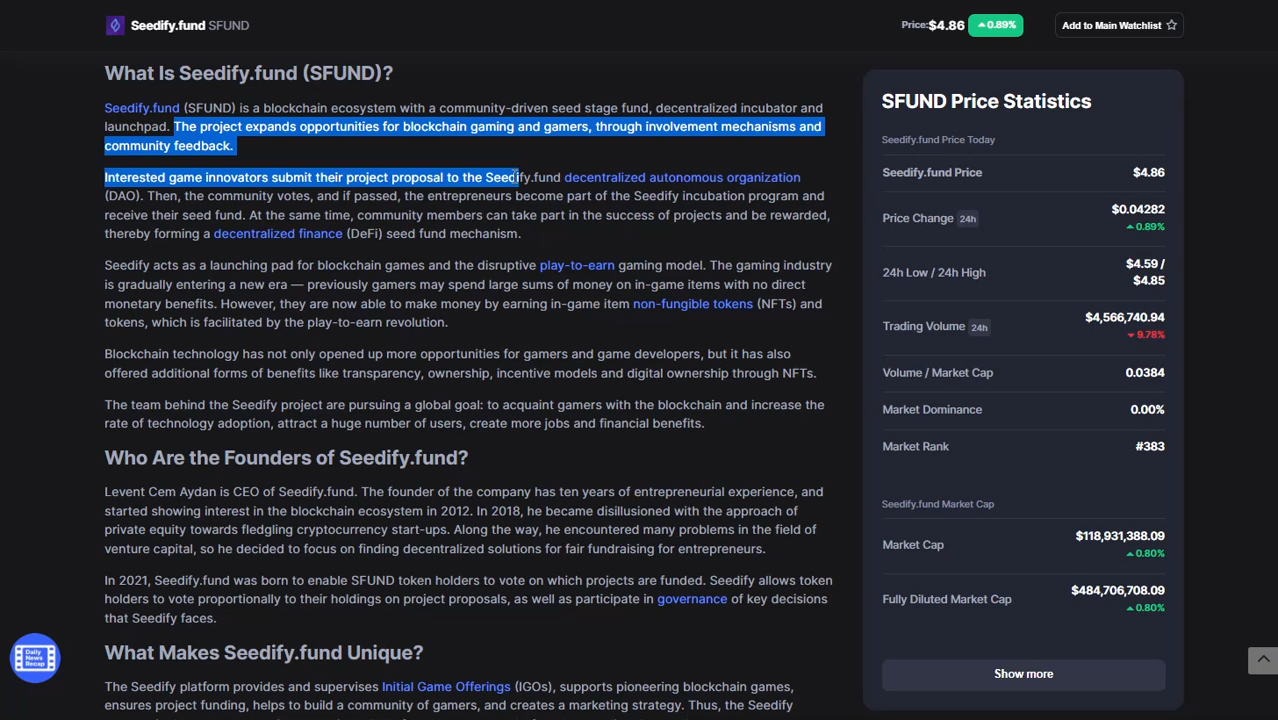 Seedify.fund SFUND
Price:$4.86 0.89%
Add to Main Watchlist
What Is Seedify.fund (SFUND)?
Seedify.fund (SFUND) is a blockchain ecosystem with a community-driven seed stage fund, decentralized incubator and
launchpad. The project expands opportunities for blockchain gaming and gamers, through involvement mechanisms and
community feedback.
Interested game innovators submit their project proposal to the Seedify.fund decentralized autonomous organization
(DAO). Then, the community votes, and if passed, the entrepreneurs become part of the Seedify incubation program and
receive their seed fund. At the same time, community members can take part in the success of projects and be rewarded,
thereby forming a decentralized finance (DeFi) seed fund mechanism.
Seedify acts as a launching pad for blockchain games and the disruptive play-to-earn gaming model. The gaming industry
is gradually entering a new era — previously gamers may spend large sums of money on in-game items with no direct
monetary benefits. However, they are now able to make money by earning in-game item non-fungible tokens (NFTs) and
tokens, which is facilitated by the play-to-earn revolution.
Blockchain technology has not only opened up more opportunities for gamers and game developers, but it has also
offered additional forms of benefits like transparency, ownership, incentive models and digital ownership through NFTs.
The team behind the Seedify project are pursuing a global goal: to acquaint gamers with the blockchain and increase the
rate of technology adoption, attract a huge number of users, create more jobs and financial benefits.
Who Are the Founders of Seedify.fund?
Levent Cem Aydan is CEO of Seedify.fund. The founder of the company has ten years of entrepreneurial experience, and
started showing interest in the blockchain ecosystem in 2012. In 2018, he became disillusioned with the approach of
private equity towards fledgling cryptocurrency start-ups. Along the way, he encountered many problems in the field of
venture capital, so he decided to focus on finding decentralized solutions for fair fundraising for entrepreneurs.
In 2021, Seedify.fund was born to enable SFUND token holders to vote on which projects are funded. Seedify allows token
holders to vote proportionally to their holdings on project proposals, as well as participate in governance of key decisions
that Seedify faces.
What Makes Seedify.fund Unique?
The Seedify platform provides and supervises Initial Game Offerings (IGOs), supports pioneering blockchain games,
ensures project funding, helps to build a community of gamers, and creates a marketing strategy. Thus, the Seedify
SFUND Price Statistics
Seedify.fund Price Today
Seedify.fund Price $4.86
Price Change 24h $0.04282
0.89%
24h Low / 24h High $4.59 /
$4.85
Trading Volume 24h $4,566,740.94
9.78%
Volume / Market Cap 0.0384
Market Dominance 0.00%
Market Rank #383
Seedify.fund Market Cap
Market Cap $118,931,388.09
0.80%
Fully Diluted Market Cap $484,706,708.09
0.80%
Show more
Daily
News
Recap